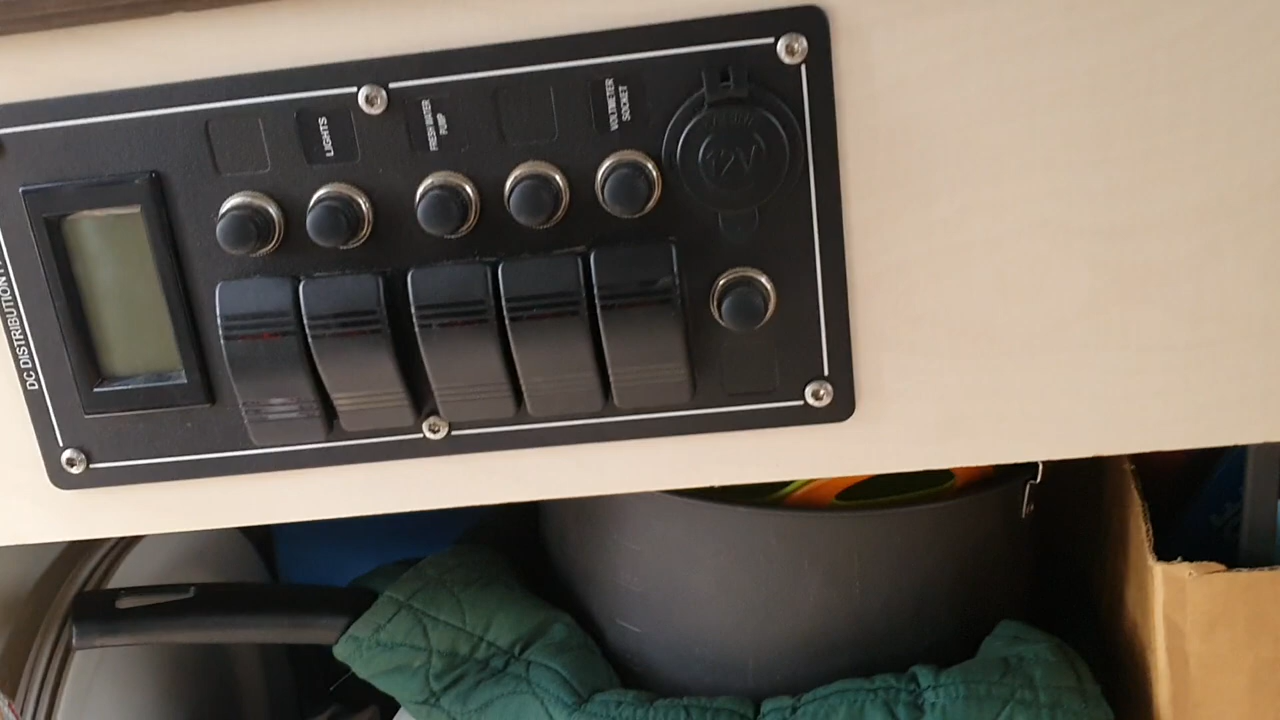 DC DISTRIBUTION
LIGHTS
FRESH WATER
PUMP
VOLTMETER
SOCKET
12V